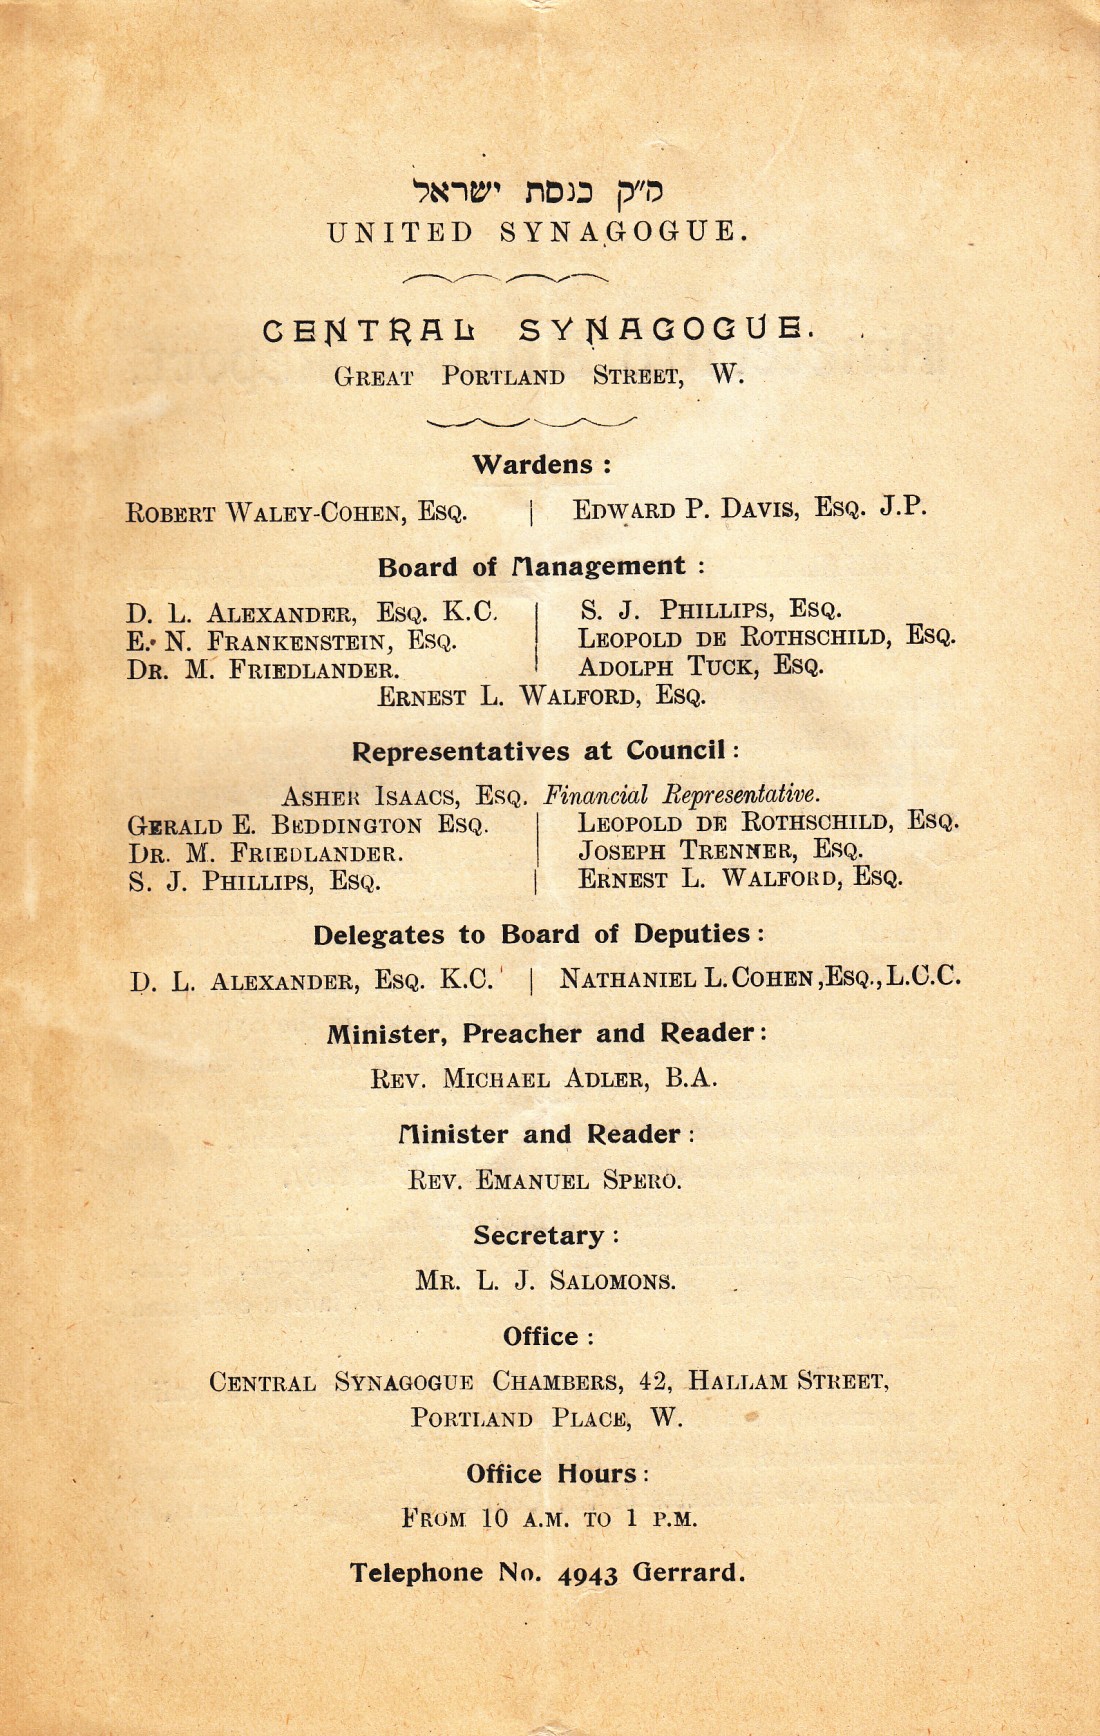 ק״ק כנסת ישראל
UNITED SYNAGOGUE.
CENTRAL SYNAGOGUE.
GREAT PORTLAND STREET, W.
Wardens:
ROBERT WALEY-COHEN, ESQ. | EDWARD P. DAVIS, ESQ. J.P.
Board of Management:
D. L. ALEXANDER, ESQ. K.C. | S. J. PHILLIPS, ESQ.
E. N. FRANKENSTEIN, ESQ. | LEOPOLD DE ROTHSCHILD, ESQ.
DR. M. FRIEDLANDER. | ADOLPH TUCK, ESQ.
ERNEST L. WALFORD, ESQ.
Representatives at Council:
ASHER ISAACS, ESQ. Financial Representative.
GERALD E. BEDDINGTON ESQ. | LEOPOLD DE ROTHSCHILD, ESQ.
DR. M. FRIEDLANDER. | JOSEPH TRENNER, ESQ.
S. J. PHILLIPS, ESQ. | ERNEST L. WALFORD, ESQ.
Delegates to Board of Deputies:
D. L. ALEXANDER, ESQ. K.C. | NATHANIEL L. COHEN, ESQ., L.C.C.
Minister, Preacher and Reader:
REV. MICHAEL ADLER, B.A.
Minister and Reader:
REV. EMANUEL SPERO.
Secretary:
MR. L. J. SALOMONS.
Office:
CENTRAL SYNAGOGUE CHAMBERS, 42, HALLAM STREET,
PORTLAND PLACE, W.
Office Hours:
FROM 10 A.M. TO 1 P.M.
Telephone No. 4943 Gerrard.